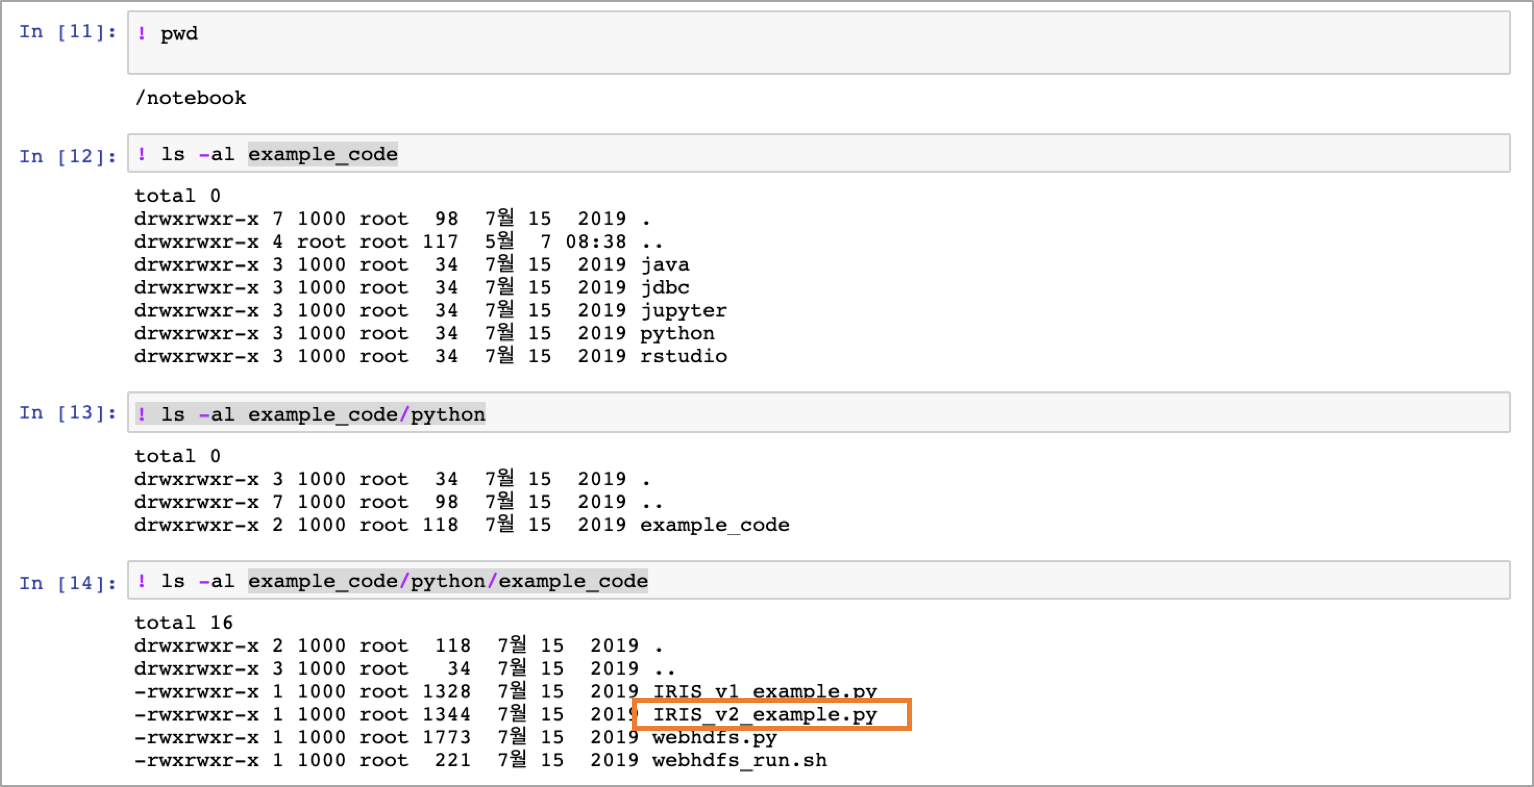 In [11]: ! pwd
/notebook
In [12]: ! ls -al example_code
total 0
drwxrwxr-x 7 1000 root  98  7월 15  2019 .
drwxrwxr-x 4 root root 117  5월  7 08:38 ..
drwxrwxr-x 3 1000 root  34  7월 15  2019 java
drwxrwxr-x 3 1000 root  34  7월 15  2019 jdbc
drwxrwxr-x 3 1000 root  34  7월 15  2019 jupyter
drwxrwxr-x 3 1000 root  34  7월 15  2019 python
drwxrwxr-x 3 1000 root  34  7월 15  2019 rstudio
In [13]: ! ls -al example_code/python
total 0
drwxrwxr-x 3 1000 root  34  7월 15  2019 .
drwxrwxr-x 7 1000 root  98  7월 15  2019 ..
drwxrwxr-x 2 1000 root 118  7월 15  2019 example_code
In [14]: ! ls -al example_code/python/example_code
total 16
drwxrwxr-x 2 1000 root  118  7월 15  2019 .
drwxrwxr-x 3 1000 root   34  7월 15  2019 ..
-rwxrwxr-x 1 1000 root 1328  7월 15  2019 IRIS_v1_example.py
-rwxrwxr-x 1 1000 root 1344  7월 15  2019 IRIS_v2_example.py
-rwxrwxr-x 1 1000 root 1773  7월 15  2019 webhdfs.py
-rwxrwxr-x 1 1000 root  221  7월 15  2019 webhdfs_run.sh